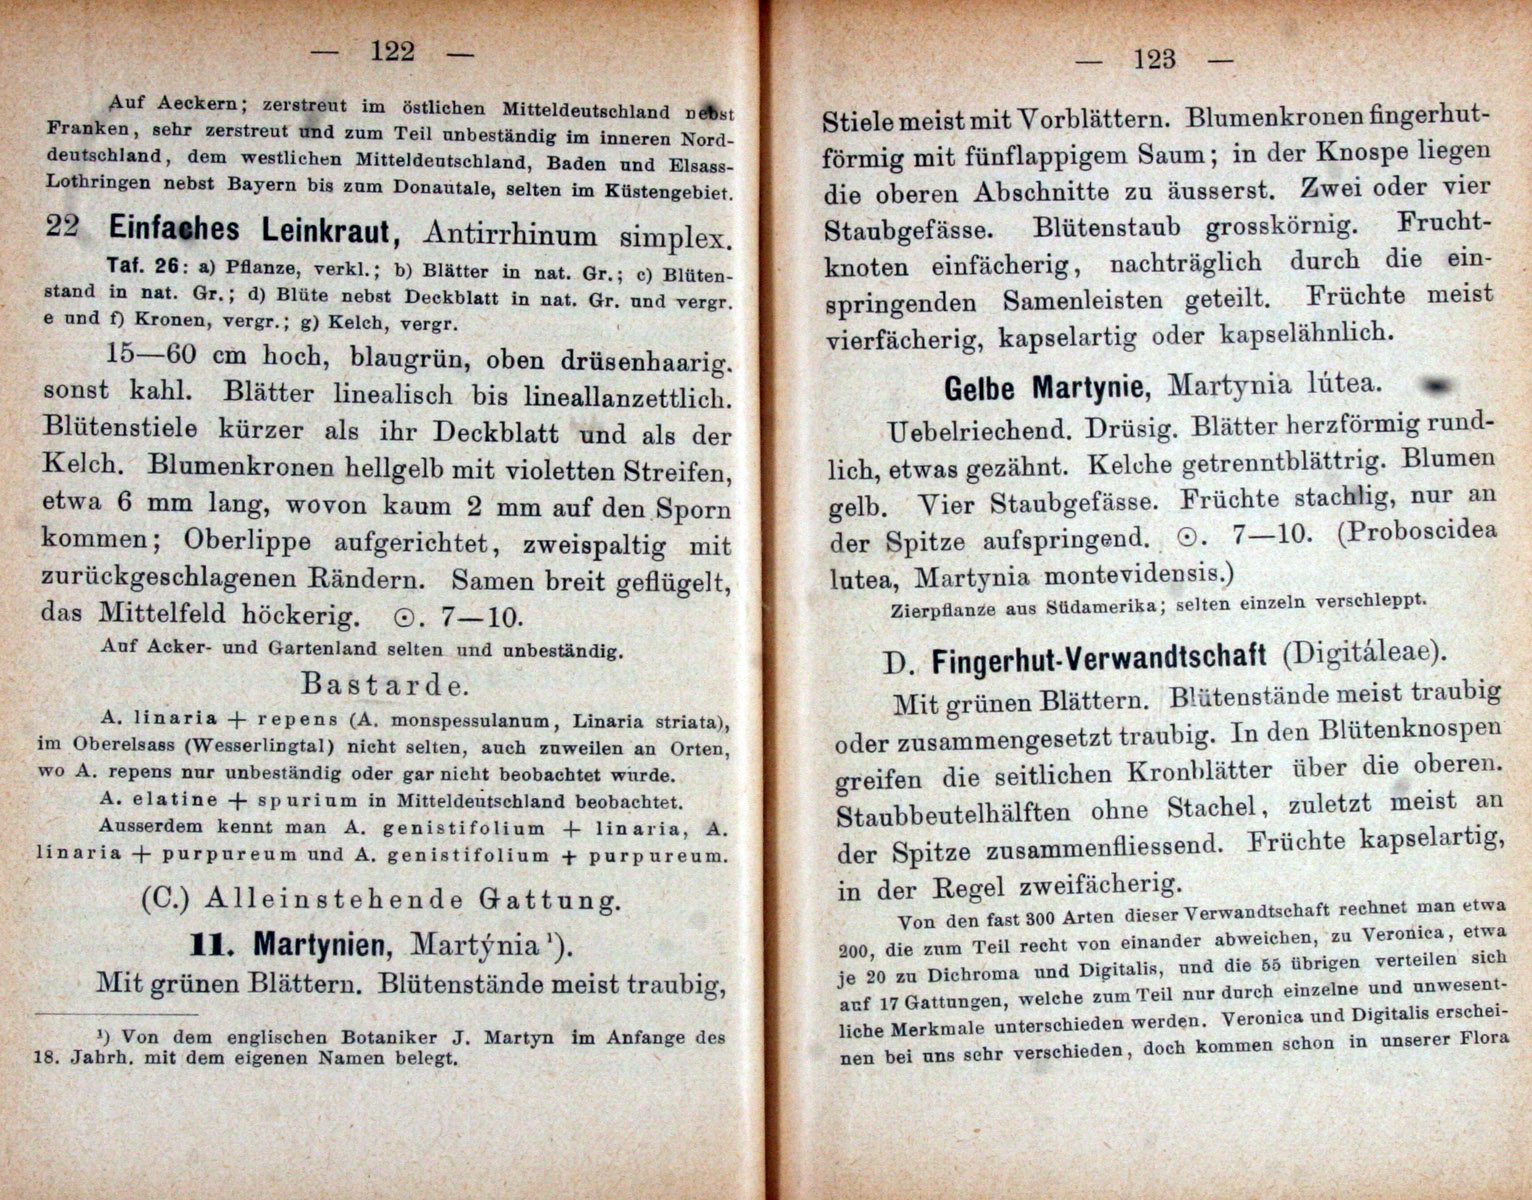 — 122 —
Auf Aeckern; zerstreut im östlichen Mitteldeutschland nebst
Franken, sehr zerstreut und zum Teil unbeständig im inneren Nord-
deutschland, dem westlichen Mitteldeutschland, Baden und Elsass-
Lothringen nebst Bayern bis zum Donautale, selten im Küstengebiet.
22 Einfaches Leinkraut, Antirrhinum simplex.
Taf. 26: a) Pflanze, verkl.; b) Blätter in nat. Gr.; c) Blüten-
stand in nat. Gr.; d) Blüte nebst Deckblatt in nat. Gr. und vergr.
e und f) Kronen, vergr.; g) Kelch, vergr.
15—60 cm hoch, blaugrün, oben drüsenhaarig.
sonst kahl. Blätter linealisch bis lineallanzettlich.
Blütenstiele kürzer als ihr Deckblatt und als der
Kelch. Blumenkronen hellgelb mit violetten Streifen,
etwa 6 mm lang, wovon kaum 2 mm auf den Sporn
kommen; Oberlippe aufgerichtet, zweispaltig mit
zurückgeschlagenen Rändern. Samen breit geflügelt,
das Mittelfeld höckerig. ⊙. 7—10.
Auf Acker- und Gartenland selten und unbeständig.
Bastarde.
A. linaria + repens (A. monspessulanum, Linaria striata),
im Oberelsass (Wesserlingtal) nicht selten, auch zuweilen an Orten,
wo A. repens nur unbeständig oder gar nicht beobachtet wurde.
A. elatine + spurium in Mitteldeutschland beobachtet.
Ausserdem kennt man A. genistifolium + linaria, A.
linaria + purpureum und A. genistifolium + purpureum.
(C.) Alleinstehende Gattung.
11. Martynien, Martýnia ¹).
Mit grünen Blättern. Blütenstände meist traubig,
¹) Von dem englischen Botaniker J. Martyn im Anfange des
18. Jahrh. mit dem eigenen Namen belegt.
— 123 —
Stiele meist mit Vorblättern. Blumenkronen fingerhut-
förmig mit fünflappigem Saum; in der Knospe liegen
die oberen Abschnitte zu äusserst. Zwei oder vier
Staubgefässe. Blütenstaub grosskörnig. Frucht-
knoten einfächerig, nachträglich durch die ein-
springenden Samenleisten geteilt. Früchte meist
vierfächerig, kapselartig oder kapselähnlich.
Gelbe Martynie, Martynia lútea.
Uebelriechend. Drüsig. Blätter herzförmig rund-
lich, etwas gezähnt. Kelche getrenntblättrig. Blumen
gelb. Vier Staubgefässe. Früchte stachlig, nur an
der Spitze aufspringend. ⊙. 7—10. (Proboscidea
lutea, Martynia montevidensis.)
Zierpflanze aus Südamerika; selten einzeln verschleppt.
D. Fingerhut-Verwandtschaft (Digitáleae).
Mit grünen Blättern. Blütenstände meist traubig
oder zusammengesetzt traubig. In den Blütenknospen
greifen die seitlichen Kronblätter über die oberen.
Staubbeutelhälften ohne Stachel, zuletzt meist an
der Spitze zusammenfliessend. Früchte kapselartig,
in der Regel zweifächerig.
Von den fast 300 Arten dieser Verwandtschaft rechnet man etwa
200, die zum Teil recht von einander abweichen, zu Veronica, etwa
je 20 zu Dichroma und Digitalis, und die 55 übrigen verteilen sich
auf 17 Gattungen, welche zum Teil nur durch einzelne und unwesent-
liche Merkmale unterschieden werden. Veronica und Digitalis erschei-
nen bei uns sehr verschieden, doch kommen schon in unserer Flora